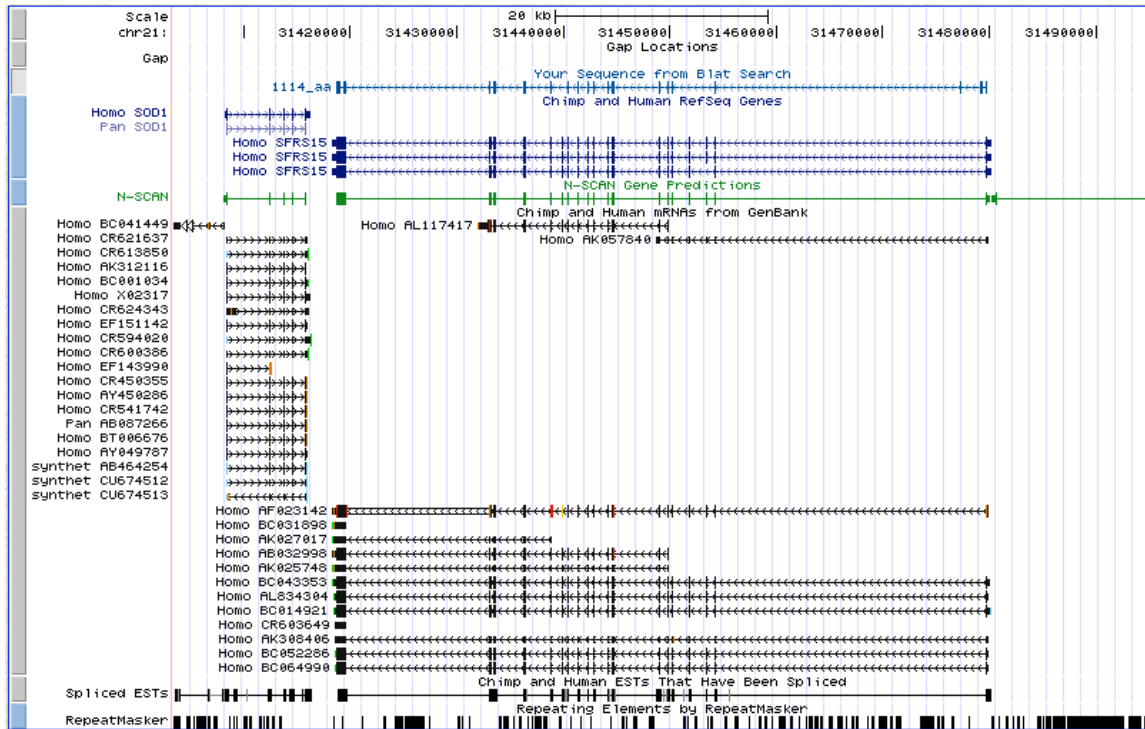 Scale 20 kb
chr21: 31420000 31430000 31440000 31450000 31460000 31470000 31480000 31490000
Gap Locations
Gap
Your Sequence from Blat Search
1114_aa
Chimp and Human RefSeq Genes
Homo SOD1
Pan SOD1
Homo SFRS15
Homo SFRS15
Homo SFRS15
N-SCAN Gene Predictions
N-SCAN
Chimp and Human mRNAs from GenBank
Homo BC041449 Homo AL117417
Homo CR621637 Homo AK057840
Homo CR613850
Homo AK312116
Homo BC001034
Homo X02317
Homo CR624343
Homo EF151142
Homo CR594020
Homo CR600386
Homo EF143990
Homo CR450355
Homo AY450286
Homo CR541742
Pan AB087266
Homo BT006676
Homo AY049787
synthet AB464254
synthet CU674512
synthet CU674513
Homo AF023142
Homo BC031898
Homo AK027017
Homo AB032998
Homo AK025748
Homo BC043353
Homo AL834304
Homo BC014921
Homo CR603649
Homo AK308406
Homo BC052286
Homo BC064990
Chimp and Human ESTs That Have Been Spliced
Spliced ESTs
Repeating Elements by RepeatMasker
RepeatMasker